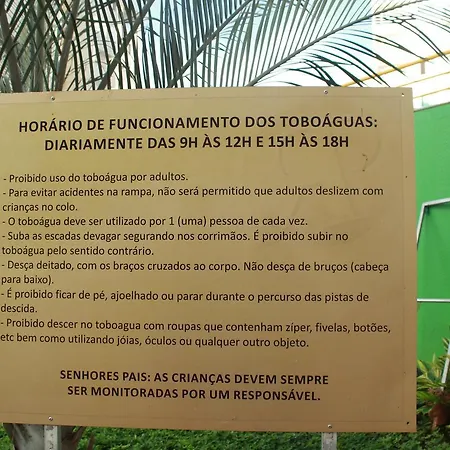 HORÁRIO DE FUNCIONAMENTO DOS TOBOÁGUAS:
DIARIAMENTE DAS 9H ÀS 12H E 15H ÀS 18H
- Proibido uso do toboágua por adultos.
- Para evitar acidentes na rampa, não será permitido que adultos deslizem com
crianças no colo.
- O toboágua deve ser utilizado por 1 (uma) pessoa de cada vez.
- Suba as escadas devagar segurando nos corrimãos. É proibido subir no
toboágua pelo sentido contrário.
- Desça deitado, com os braços cruzados ao corpo. Não desça de bruços (cabeça
para baixo).
- É proibido ficar de pé, ajoelhado ou parar durante o percurso das pistas de
descida.
- Proibido descer no toboagua com roupas que contenham zíper, fivelas, botões,
etc bem como utilizando jóias, óculos ou qualquer outro objeto.
SENHORES PAIS: AS CRIANÇAS DEVEM SEMPRE
SER MONITORADAS POR UM RESPONSÁVEL.